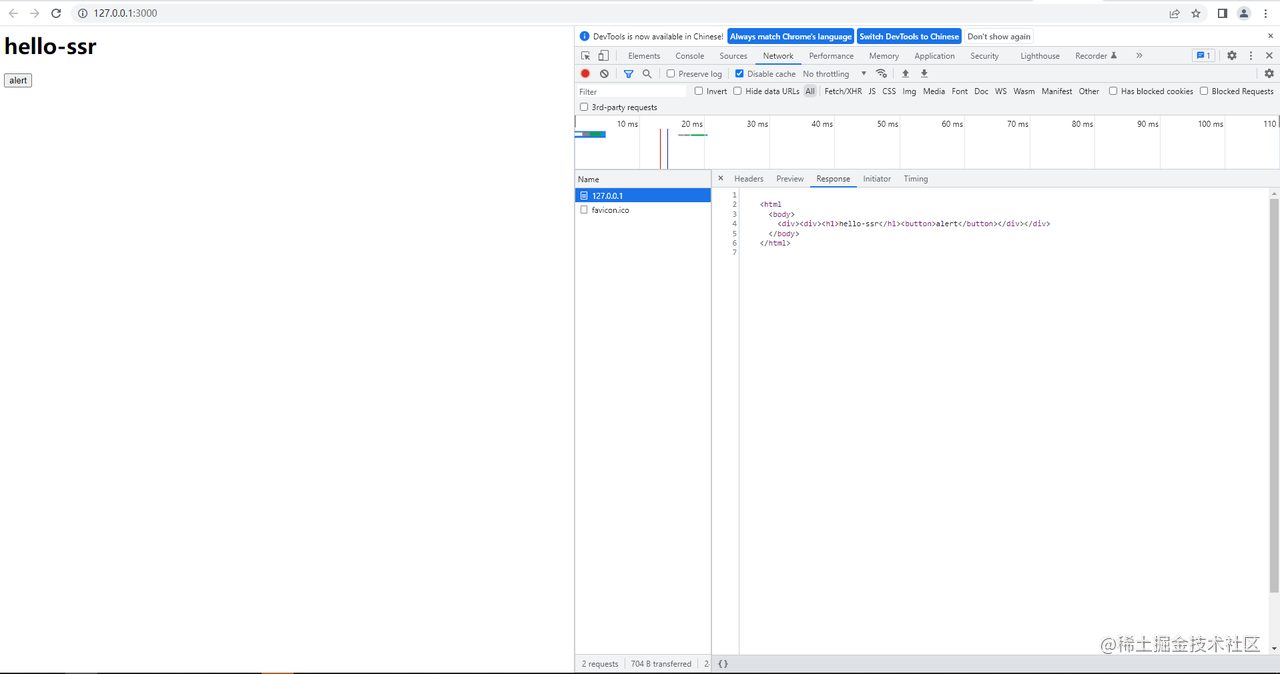 127.0.0.1:3000
hello-ssr
alert
DevTools is now available in Chinese! Always match Chrome's language Switch DevTools to Chinese Don't show again
Elements Console Sources Network Performance Memory Application Security Lighthouse Recorder 1
Preserve log Disable cache No throttling
Filter Invert Hide data URLs All Fetch/XHR JS CSS Img Media Font Doc WS Wasm Manifest Other Has blocked cookies Blocked Requests
3rd-party requests
10 ms 20 ms 30 ms 40 ms 50 ms 60 ms 70 ms 80 ms 90 ms 100 ms 110
Name Headers Preview Response Initiator Timing
127.0.0.1
favicon.ico
1
2 <html
3 <body>
4 <div><div><h1>hello-ssr</h1><button>alert</button></div></div>
5 </body>
6 </html>
7
@稀土掘金技术社区
2 requests 704 B transferred 2 {}